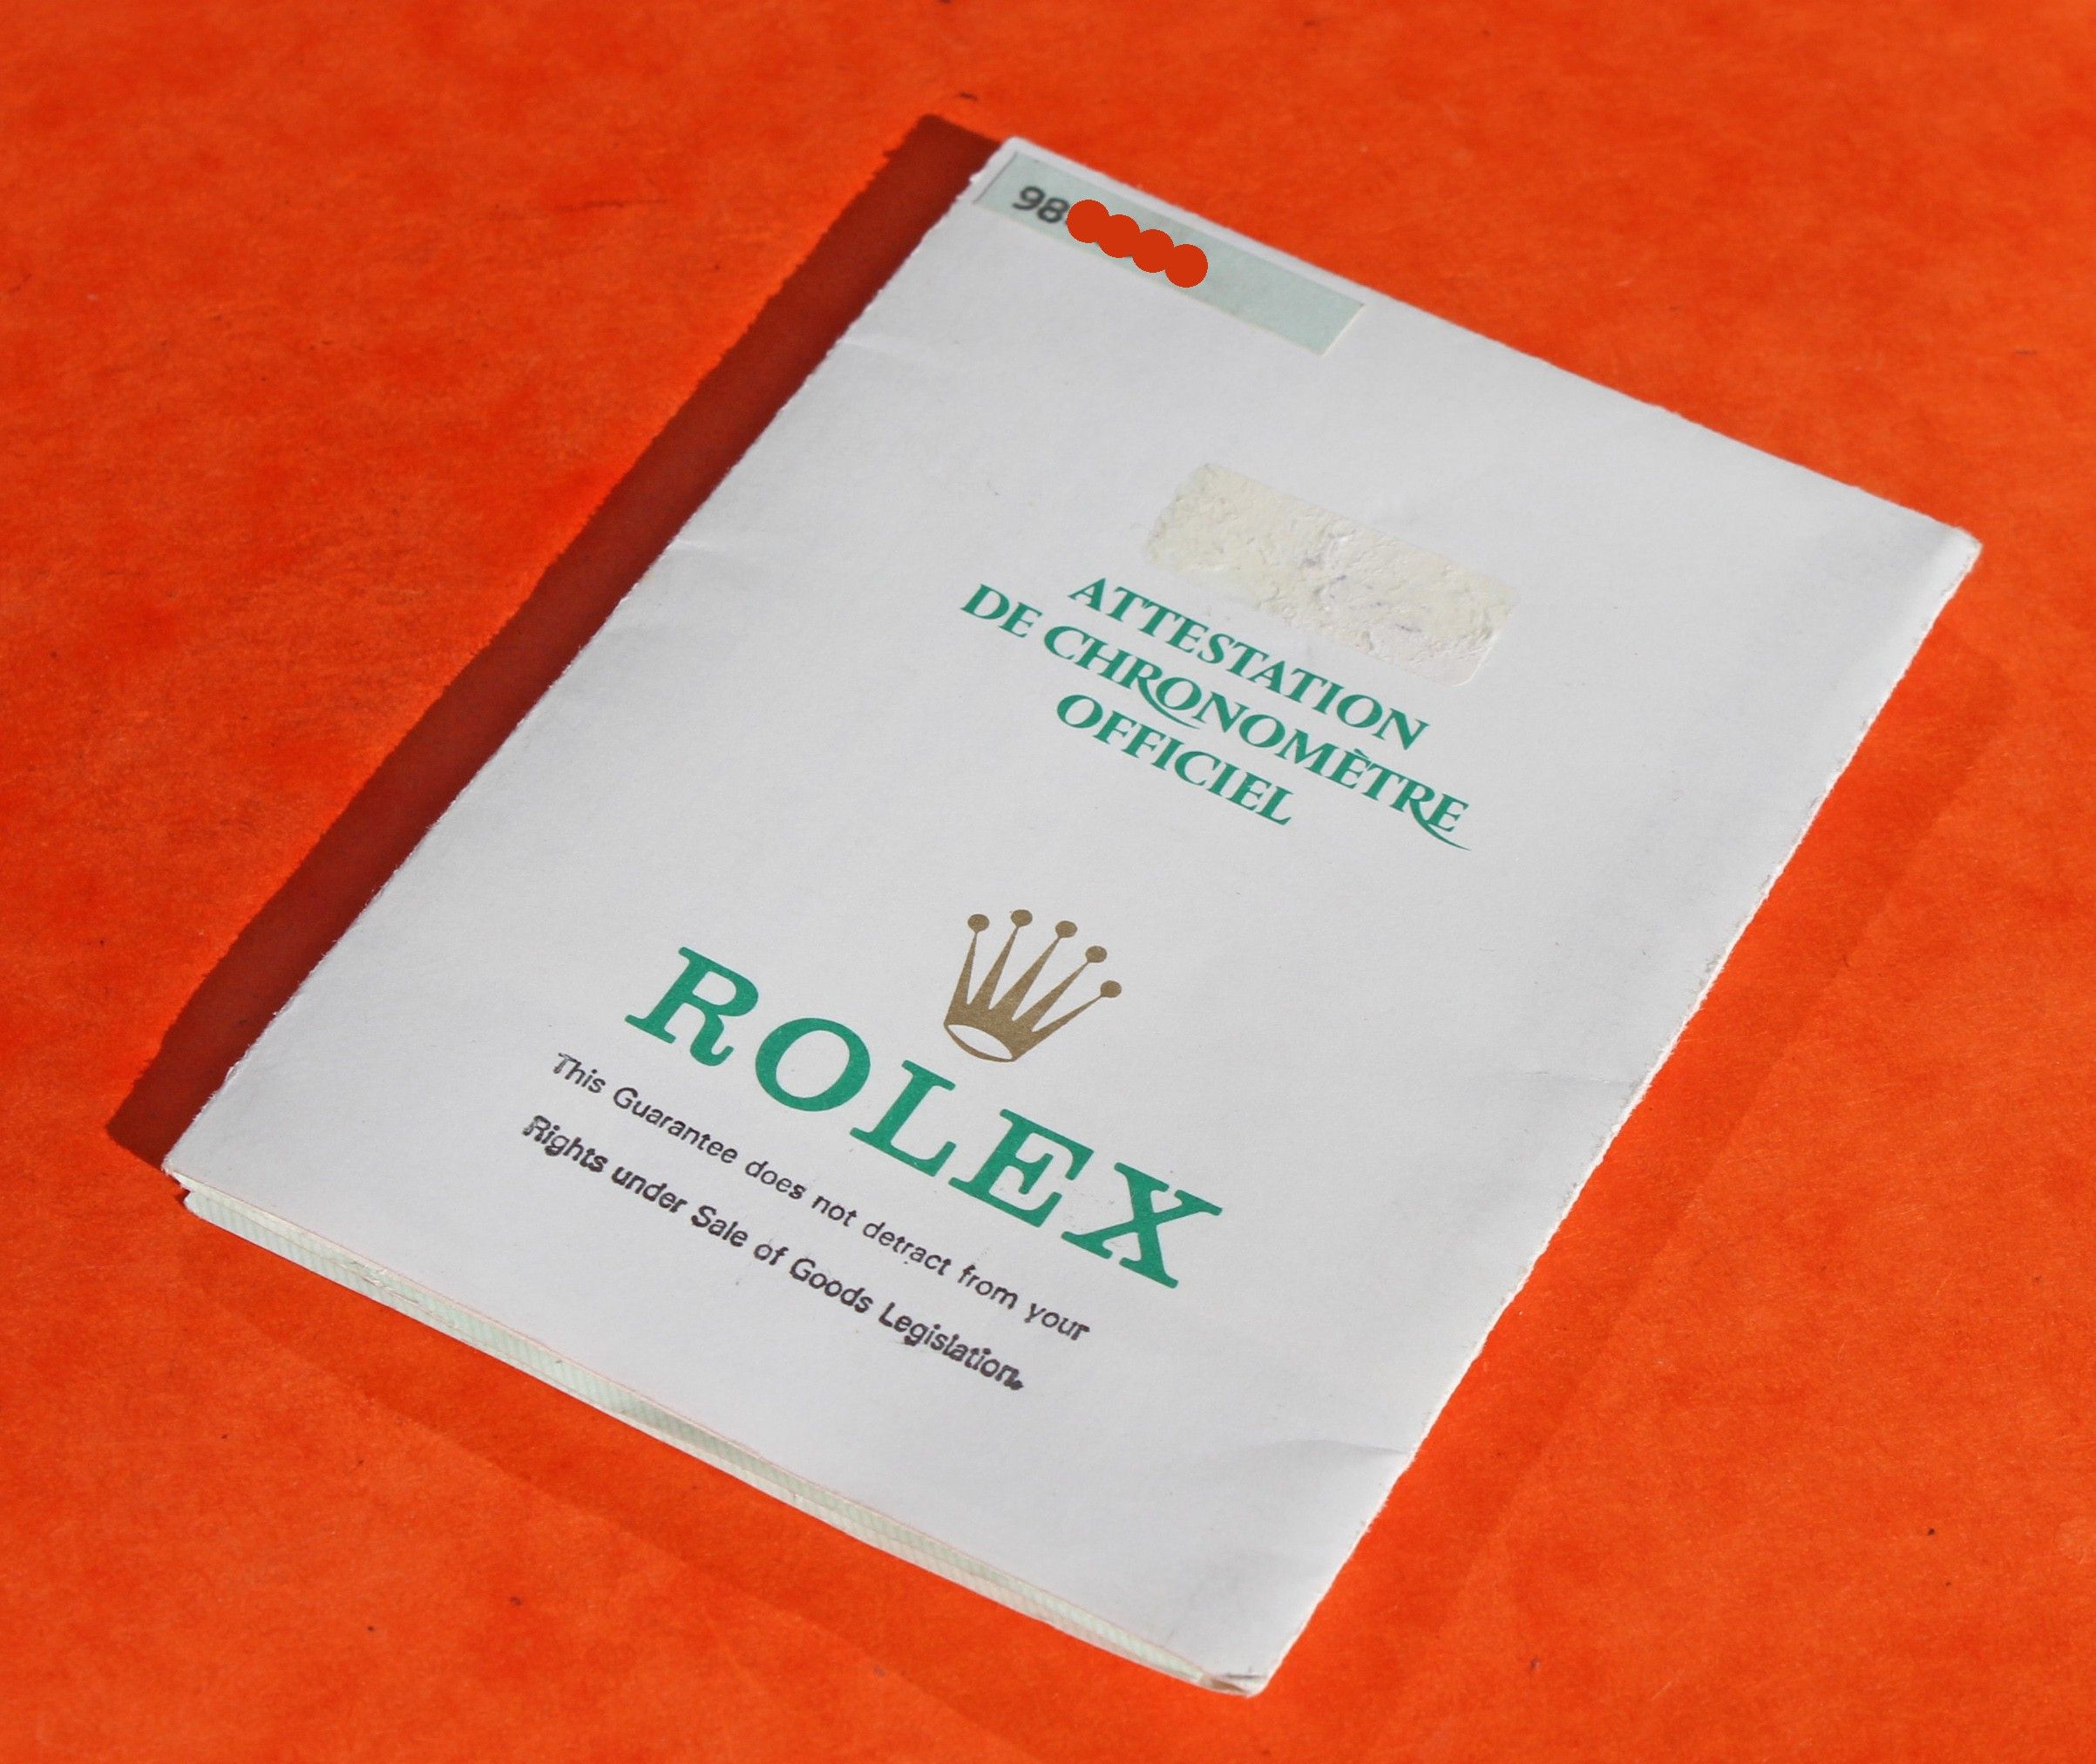 98
ATTESTATION
DE CHRONOMÈTRE
OFFICIEL
ROLEX
This Guarantee does not detract from your
Rights under Sale of Goods Legislation.